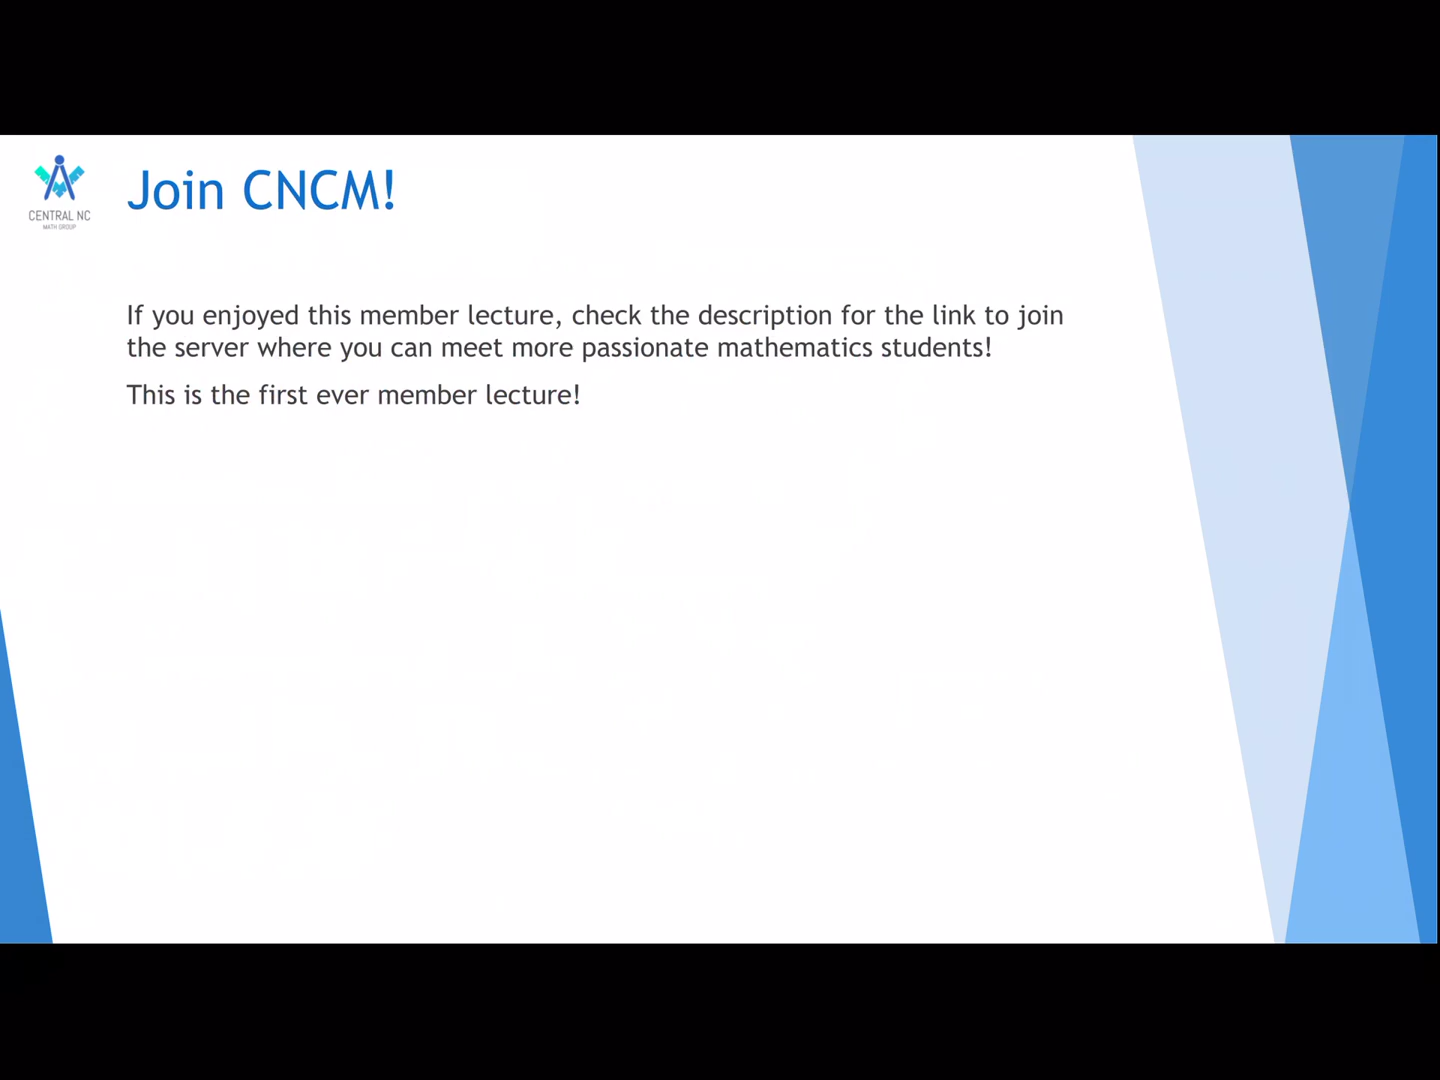 Join CNCM!
CENTRAL NC
MATH GROUP
If you enjoyed this member lecture, check the description for the link to join
the server where you can meet more passionate mathematics students!
This is the first ever member lecture!